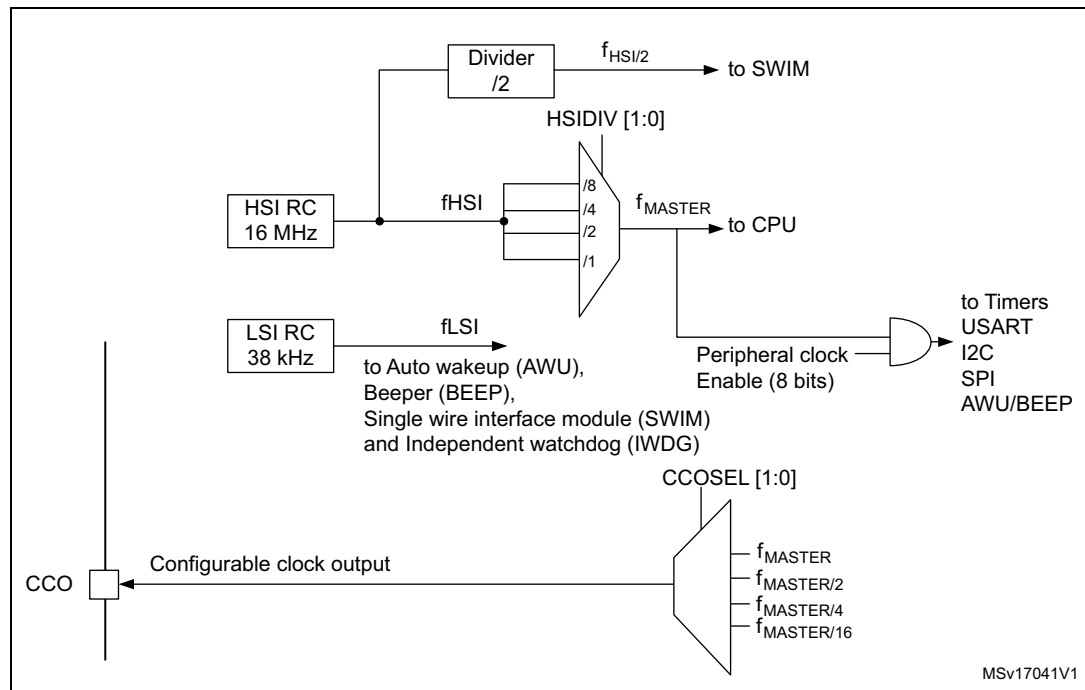 Divider
/2
fHSI/2
to SWIM
HSIDIV [1:0]
/8
/4
/2
/1
HSI RC
16 MHz
fHSI
fMASTER
to CPU
LSI RC
38 kHz
fLSI
to Auto wakeup (AWU),
Beeper (BEEP),
Single wire interface module (SWIM)
and Independent watchdog (IWDG)
Peripheral clock
Enable (8 bits)
to Timers
USART
I2C
SPI
AWU/BEEP
CCOSEL [1:0]
fMASTER
fMASTER/2
fMASTER/4
fMASTER/16
Configurable clock output
CCO
MSv17041V1